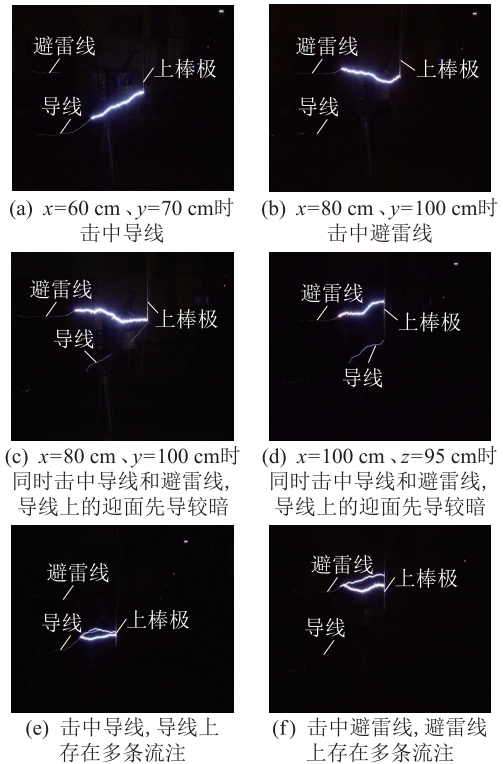 避雷线
上棒极
导线
避雷线
上棒极
导线
(a) x=60 cm、y=70 cm时
击中导线
(b) x=80 cm、y=100 cm时
击中避雷线
避雷线
上棒极
导线
避雷线
上棒极
导线
(c) x=80 cm、y=100 cm时
同时击中导线和避雷线,
导线上的迎面先导较暗
(d) x=100 cm、z=95 cm时
同时击中导线和避雷线,
导线上的迎面先导较暗
避雷线
导线
上棒极
避雷线
上棒极
导线
(e) 击中导线,导线上
存在多条流注
(f) 击中避雷线,避雷线
上存在多条流注